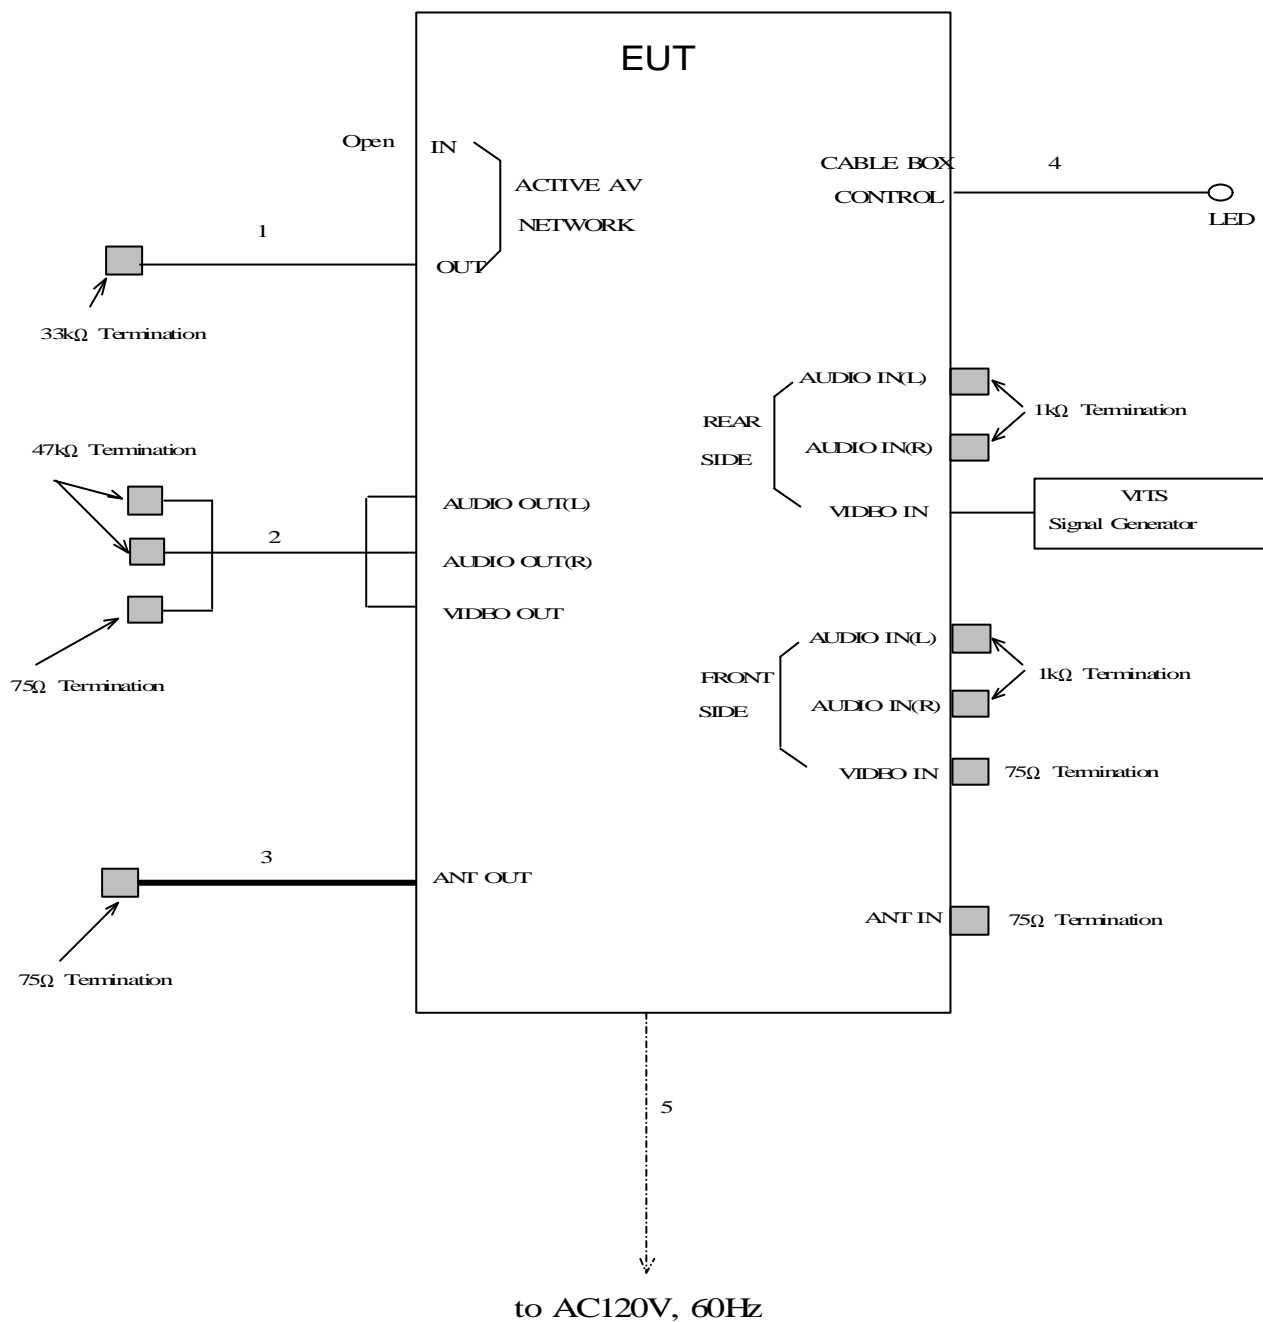 EUT
Open
IN
ACTIVE AV
NETWORK
OUT
1
33kΩ Termination
CABLE BOX
CONTROL
4
LED
47kΩ Termination
2
75Ω Termination
AUDIO OUT(L)
AUDIO OUT(R)
VIDEO OUT
REAR
SIDE
AUDIO IN(L)
AUDIO IN(R)
VIDEO IN
1kΩ Termination
VITS
Signal Generator
FRONT
SIDE
AUDIO IN(L)
AUDIO IN(R)
VIDEO IN
1kΩ Termination
75Ω Termination
3
ANT OUT
75Ω Termination
ANT IN
75Ω Termination
5
to AC120V, 60Hz